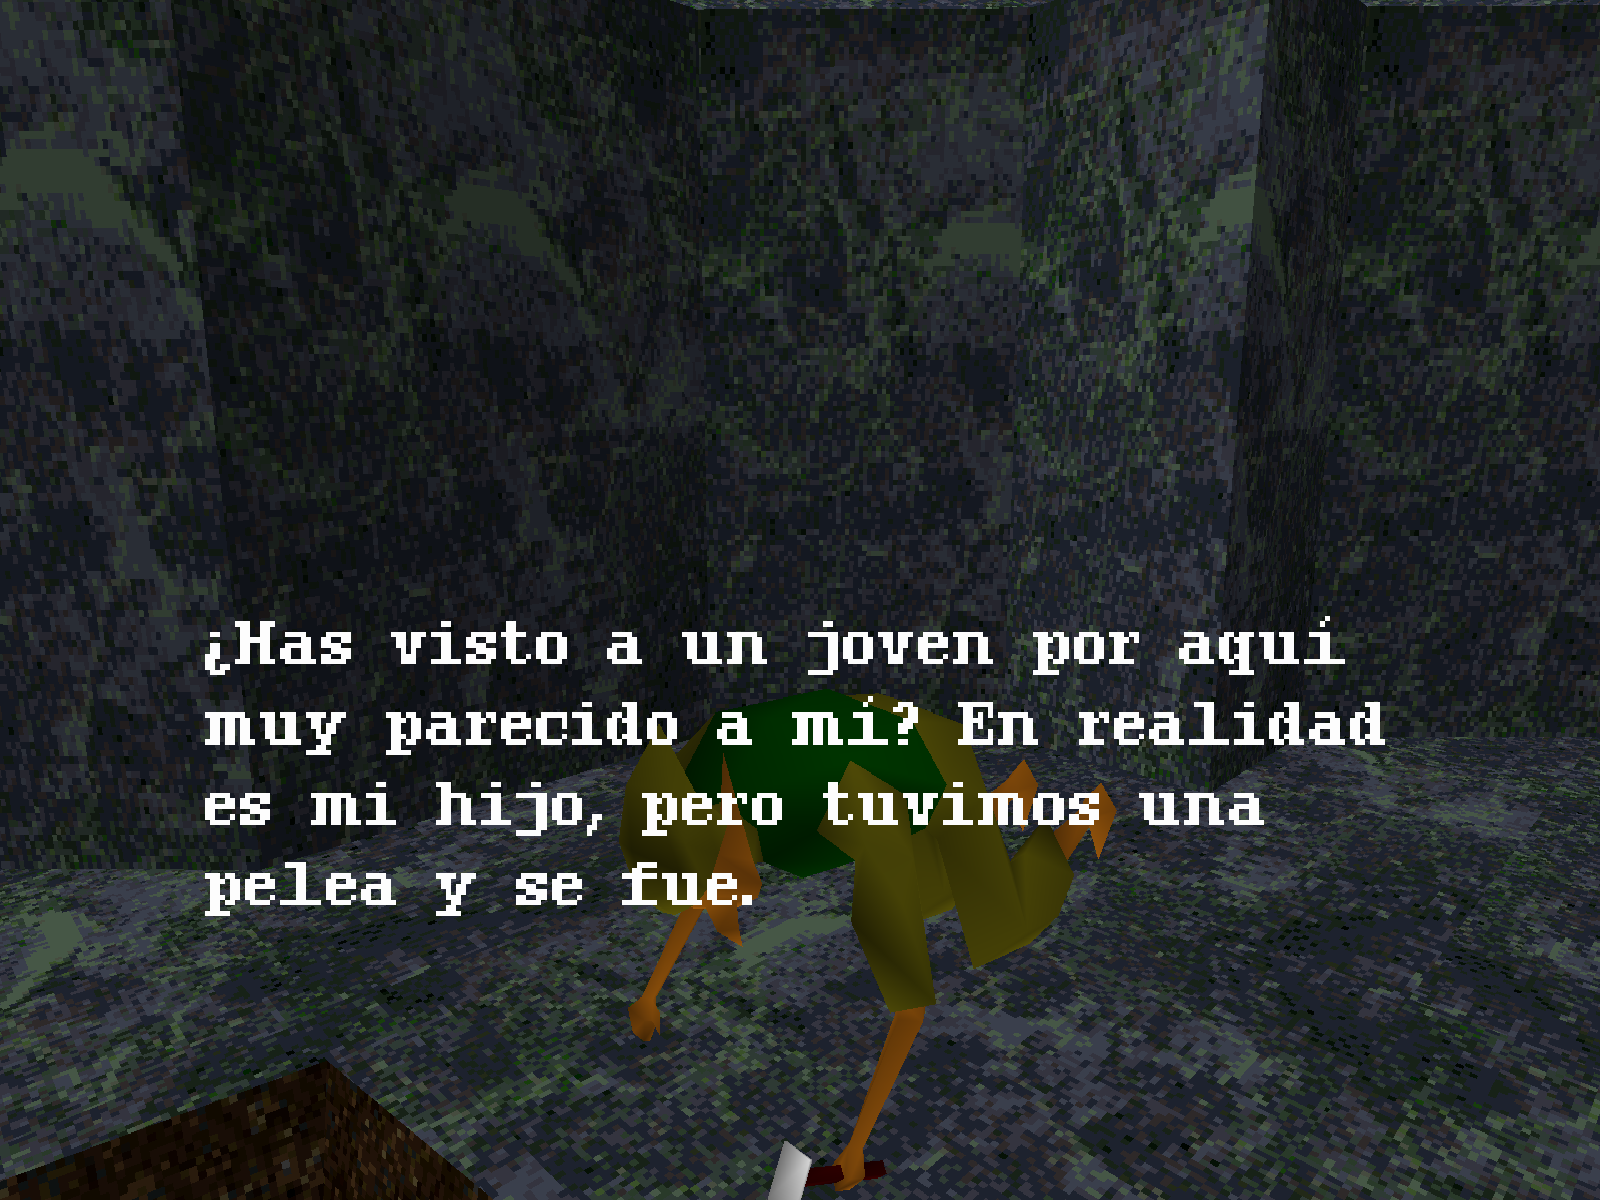 ¿Has visto a un joven por aquí
muy parecido a mí? En realidad
es mi hijo, pero tuvimos una
pelea y se fue.